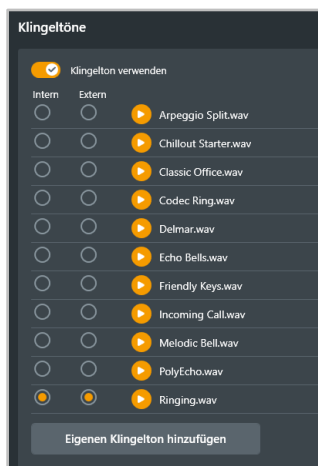 Klingeltöne
Klingelton verwenden
Intern Extern
Arpeggio Split.wav
Chillout Starter.wav
Classic Office.wav
Codec Ring.wav
Delmar.wav
Echo Bells.wav
Friendly Keys.wav
Incoming Call.wav
Melodic Bell.wav
PolyEcho.wav
Ringing.wav
Eigenen Klingelton hinzufügen